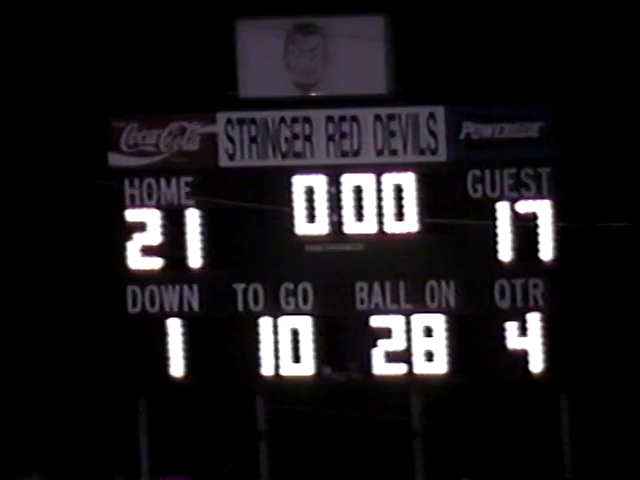 Coca-Cola STRINGER RED DEVILS POWERADE
HOME 0:00 GUEST
21 17
DOWN TO GO BALL ON QTR
1 10 28 4